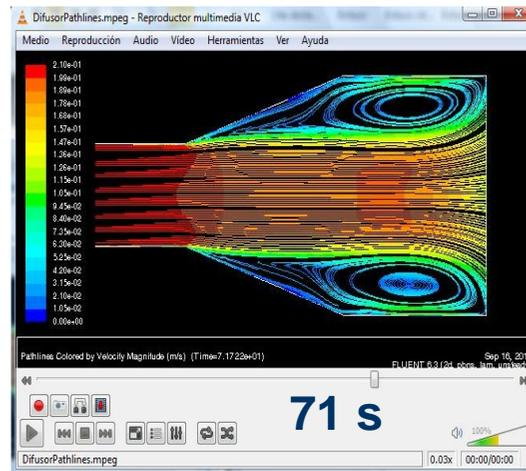 DifusorPathlines.mpeg - Reproductor multimedia VLC
Medio Reproducción Audio Vídeo Herramientas Ver Ayuda
2.10e-01
1.99e-01
1.89e-01
1.78e-01
1.68e-01
1.57e-01
1.47e-01
1.36e-01
1.26e-01
1.15e-01
1.05e-01
9.45e-02
8.40e-02
7.35e-02
6.30e-02
5.25e-02
4.20e-02
3.15e-02
2.10e-02
1.05e-02
0.00e+00
Pathlines Colored by Velocity Magnitude (m/s) (Time=7.1722e+01)
Sep 16, 201
FLUENT 6.3 (2d, pbns, lam, unsteady)
71 s
100%
DifusorPathlines.mpeg
0.03x
00:00/00:00